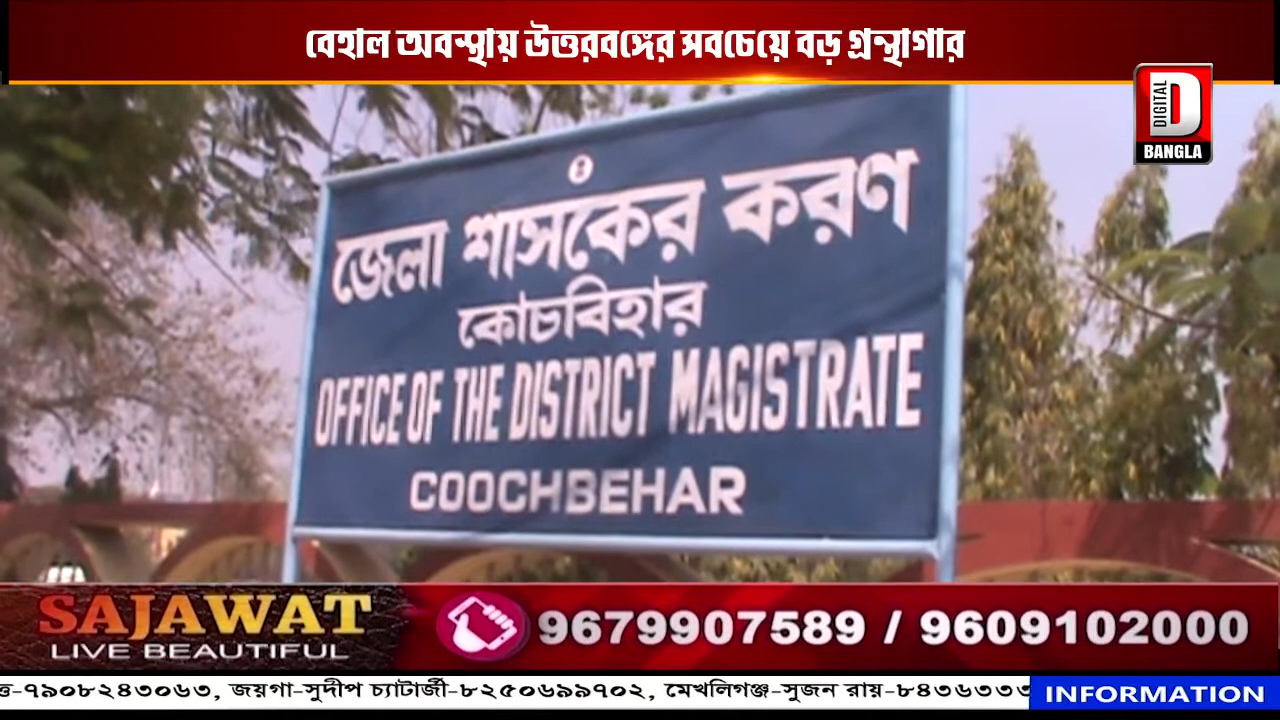 বেহাল অবস্থায় উত্তরবঙ্গের সবচেয়ে বড় গ্রন্থাগার
DIGITAL
D
BANGLA
জেলা শাসকের করণ
কোচবিহার
OFFICE OF THE DISTRICT MAGISTRATE
COOCHBEHAR
SAJAWAT
LIVE BEAUTIFUL
9679907589 / 9609102000
ত্ত-৭৯০৮২৪৩০৬৩, জয়গা-সুদীপ চ্যাটার্জী-৮২৫০৬৯৯৭০২, মেখলিগঞ্জ-সুজন রায়-৮৪৩৬৩৩৩
INFORMATION